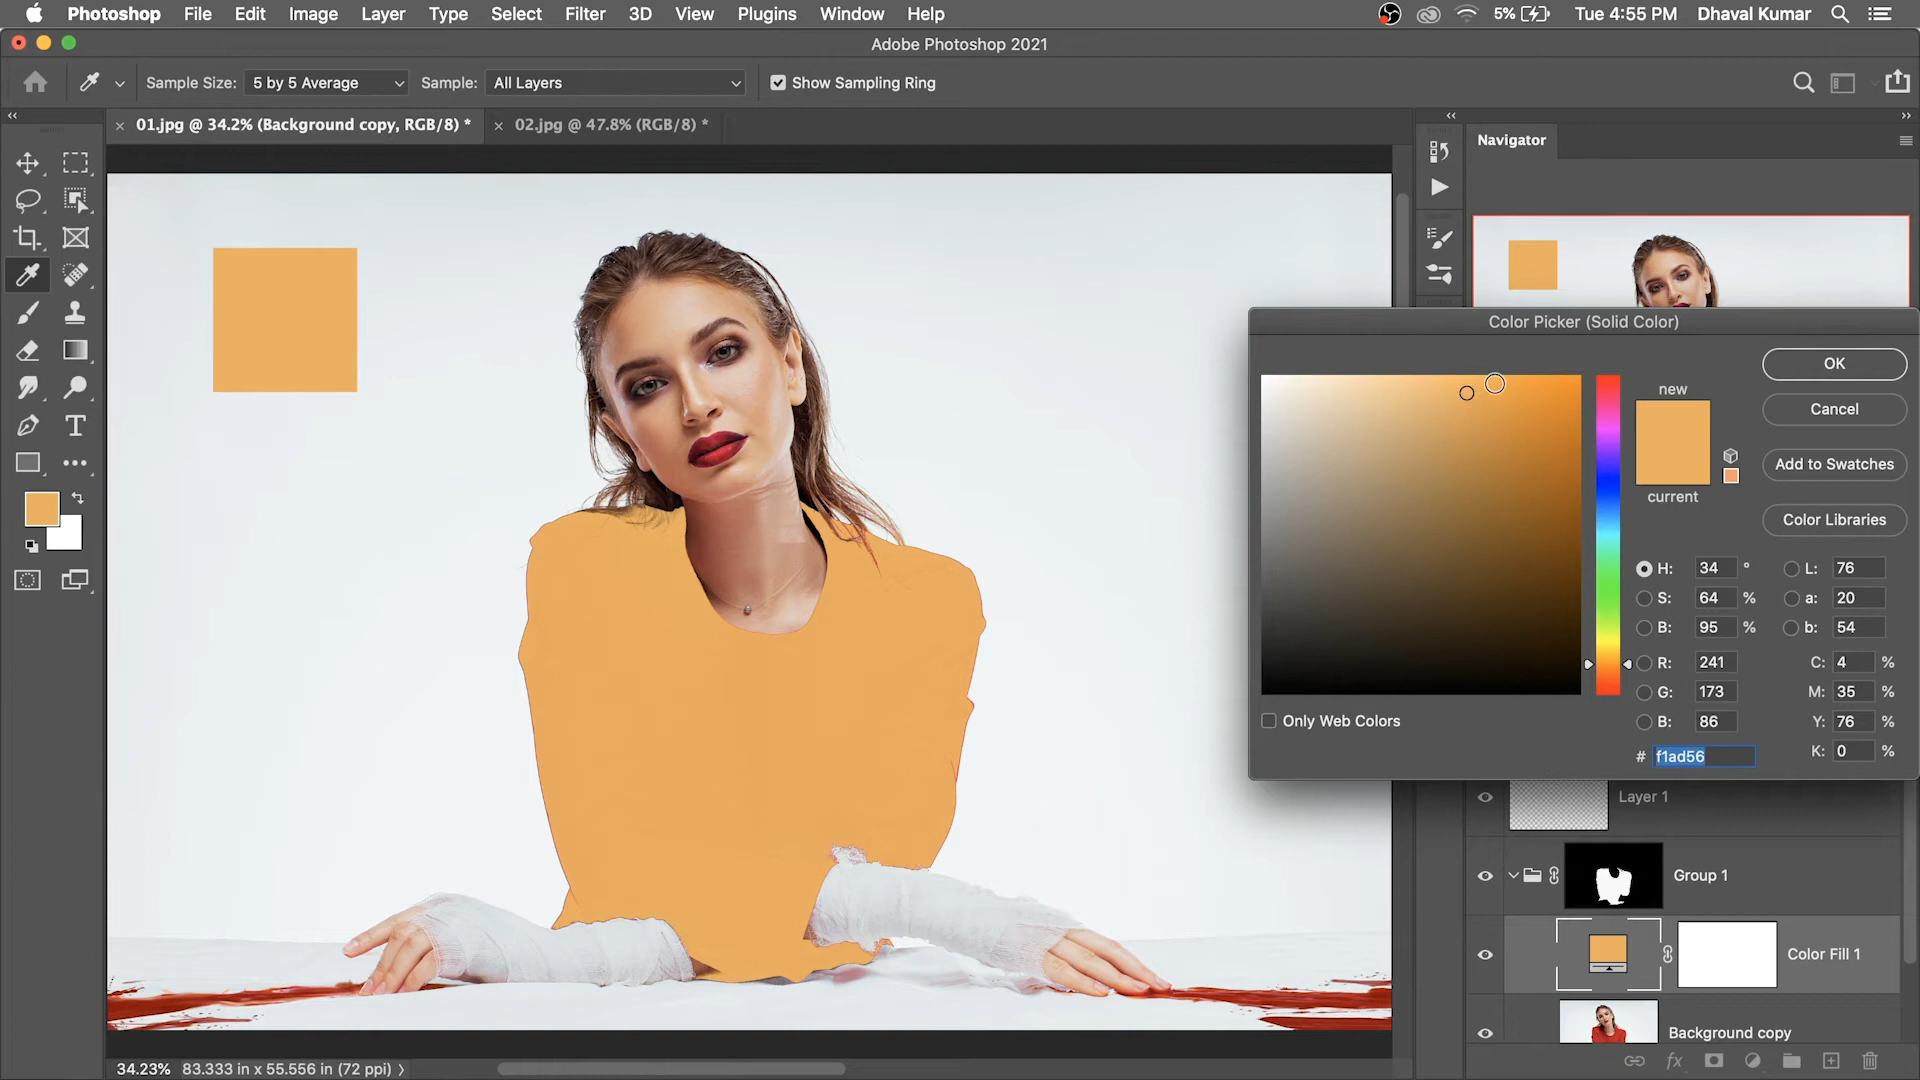 Photoshop File Edit Image Layer Type Select Filter 3D View Plugins Window Help 5% Tue 4:55 PM Dhaval Kumar
Adobe Photoshop 2021
Sample Size: 5 by 5 Average Sample: All Layers Show Sampling Ring
01.jpg @ 34.2% (Background copy, RGB/8) * 02.jpg @ 47.8% (RGB/8) *
Navigator
Color Picker (Solid Color)
OK
new
Cancel
Add to Swatches
current
Color Libraries
H: 34 ° L: 76
S: 64 % a: 20
B: 95 % b: 54
R: 241 C: 4 %
G: 173 M: 35 %
B: 86 Y: 76 %
Only Web Colors
# f1ad56 K: 0 %
Layer 1
Group 1
Color Fill 1
Background copy
34.23% 83.333 in x 55.556 in (72 ppi)
T
fx